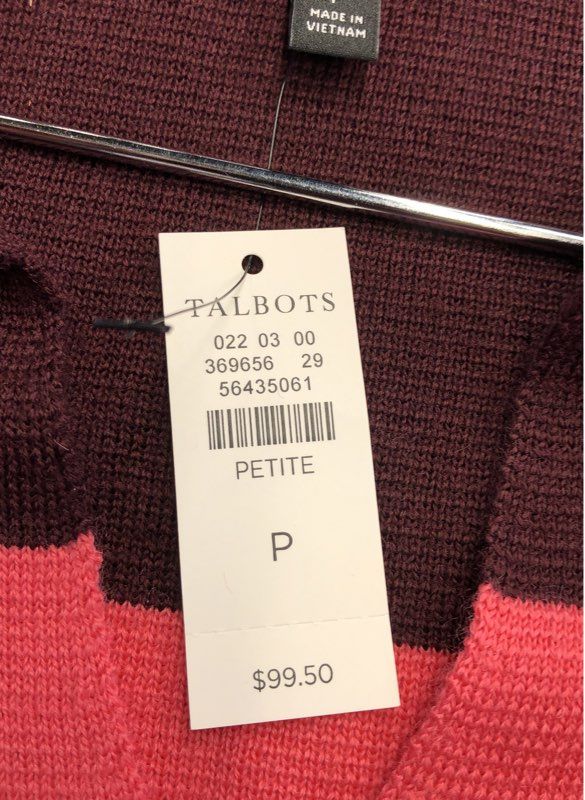 MADE IN
VIETNAM
TALBOTS
022 03 00
369656 29
56435061
PETITE
P
$99.50